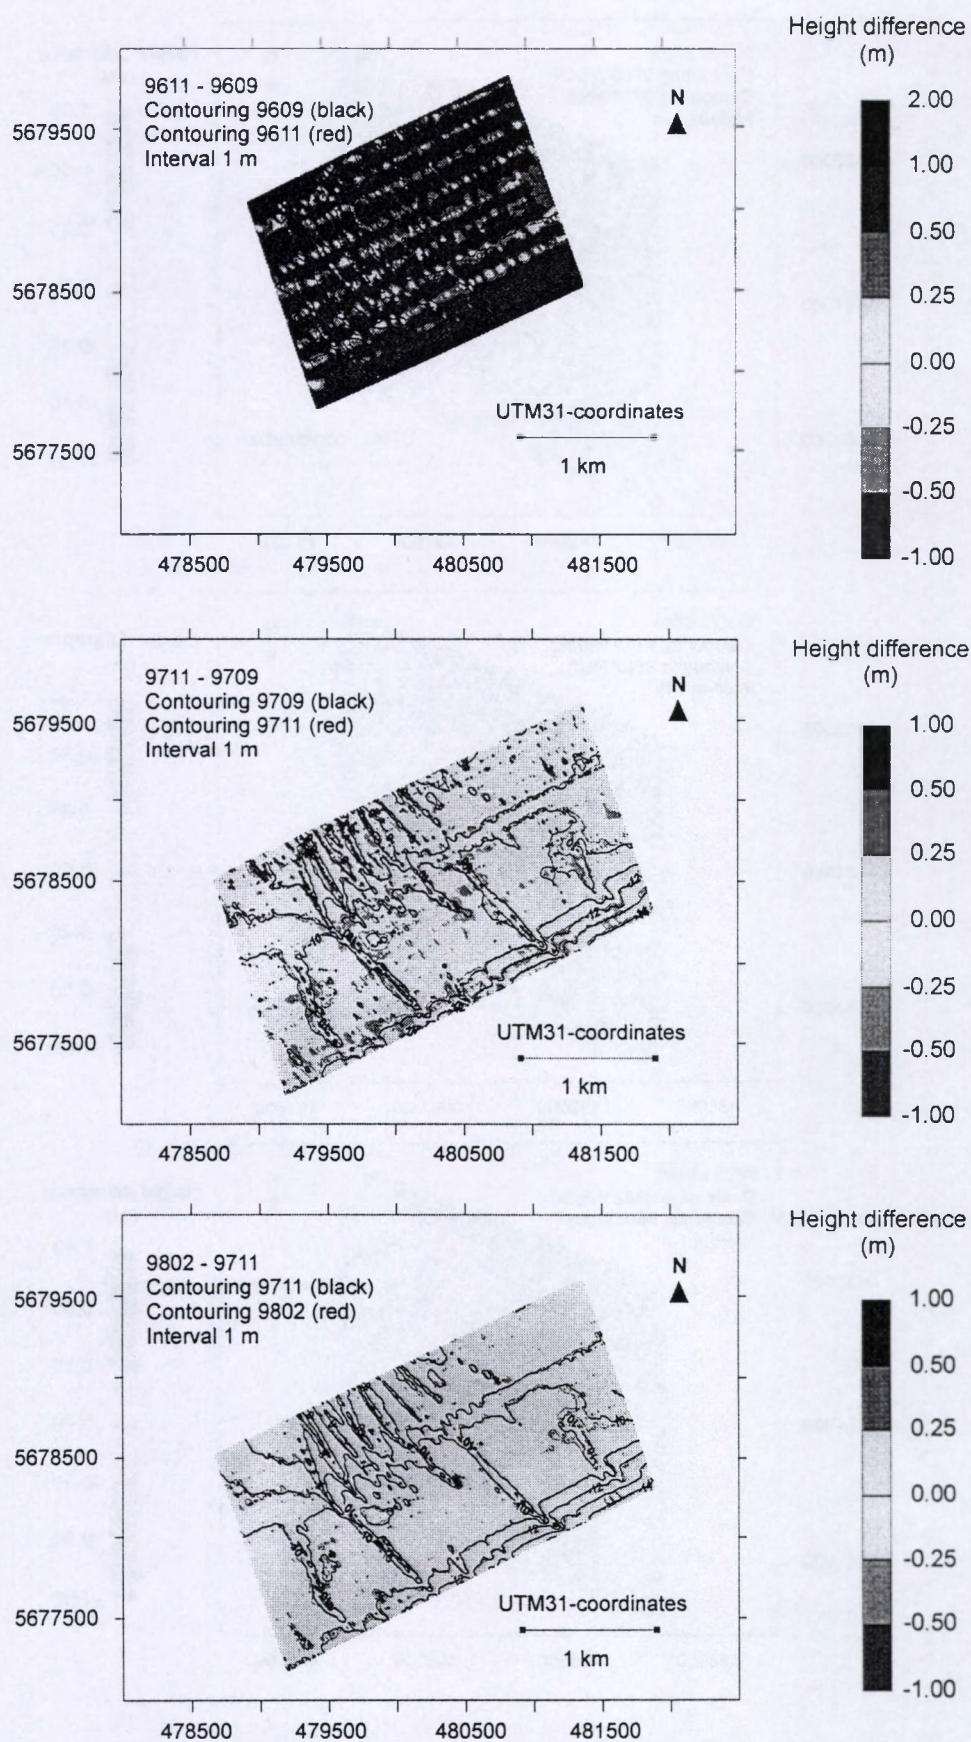 Height difference
(m)
9611 - 9609
Contouring 9609 (black)
Contouring 9611 (red)
Interval 1 m
N
5679500
5678500
5677500
UTM31-coordinates
1 km
478500 479500 480500 481500
2.00
1.00
0.50
0.25
0.00
-0.25
-0.50
-1.00
Height difference
(m)
9711 - 9709
Contouring 9709 (black)
Contouring 9711 (red)
Interval 1 m
N
5679500
5678500
5677500
UTM31-coordinates
1 km
478500 479500 480500 481500
1.00
0.50
0.25
0.00
-0.25
-0.50
-1.00
Height difference
(m)
9802 - 9711
Contouring 9711 (black)
Contouring 9802 (red)
Interval 1 m
N
5679500
5678500
5677500
UTM31-coordinates
1 km
478500 479500 480500 481500
1.00
0.50
0.25
0.00
-0.25
-0.50
-1.00